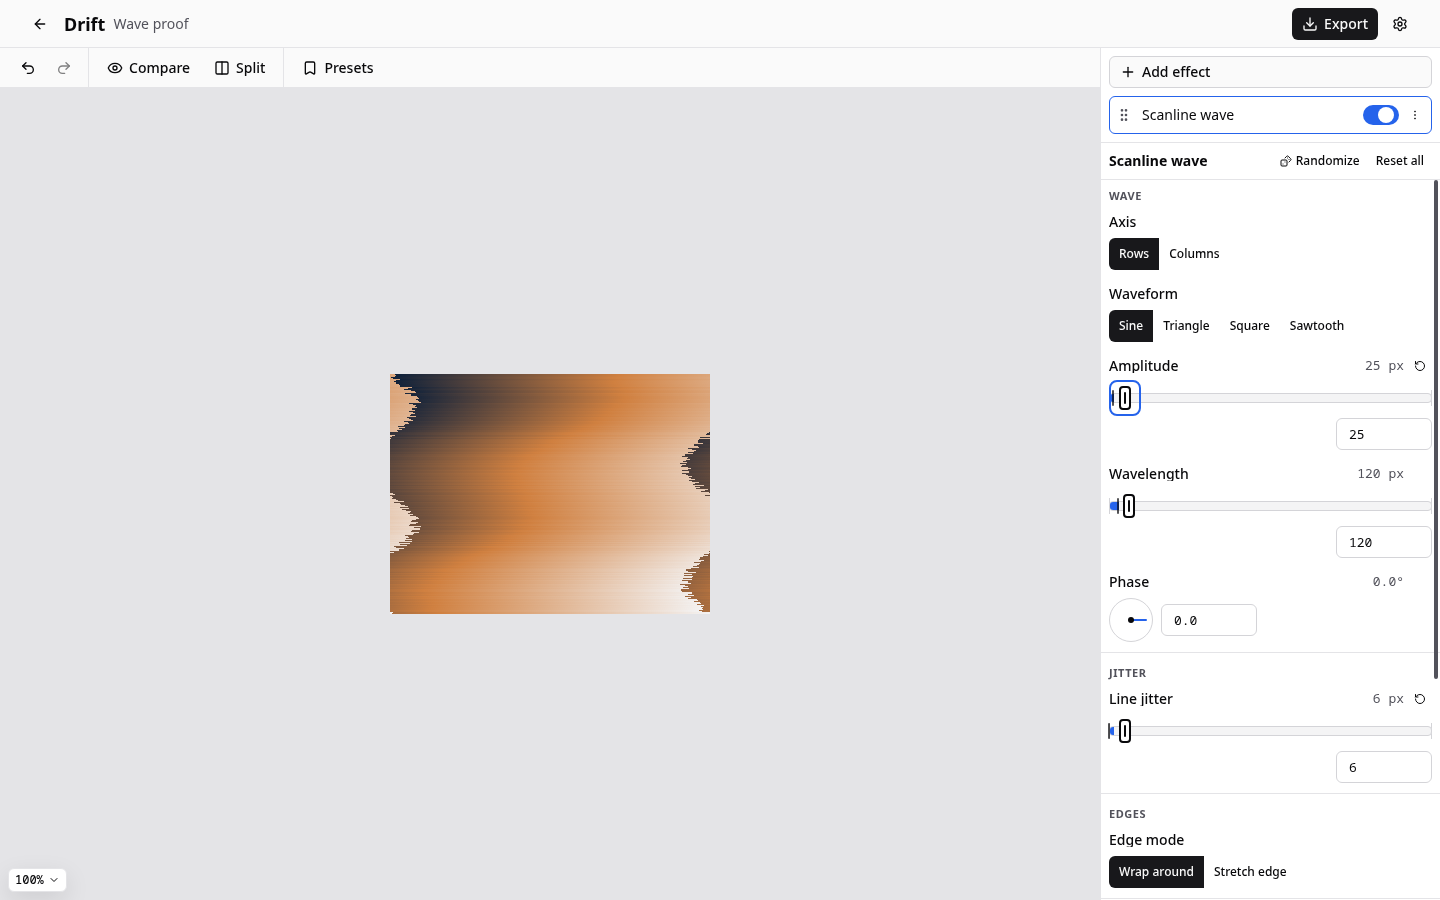 Drift Wave proof
Export
Compare Split Presets
Add effect
Scanline wave
Scanline wave Randomize Reset all
WAVE
Axis
Rows Columns
Waveform
Sine Triangle Square Sawtooth
Amplitude 25 px
25
Wavelength 120 px
120
Phase 0.0°
0.0
JITTER
Line jitter 6 px
6
EDGES
Edge mode
Wrap around Stretch edge
100%